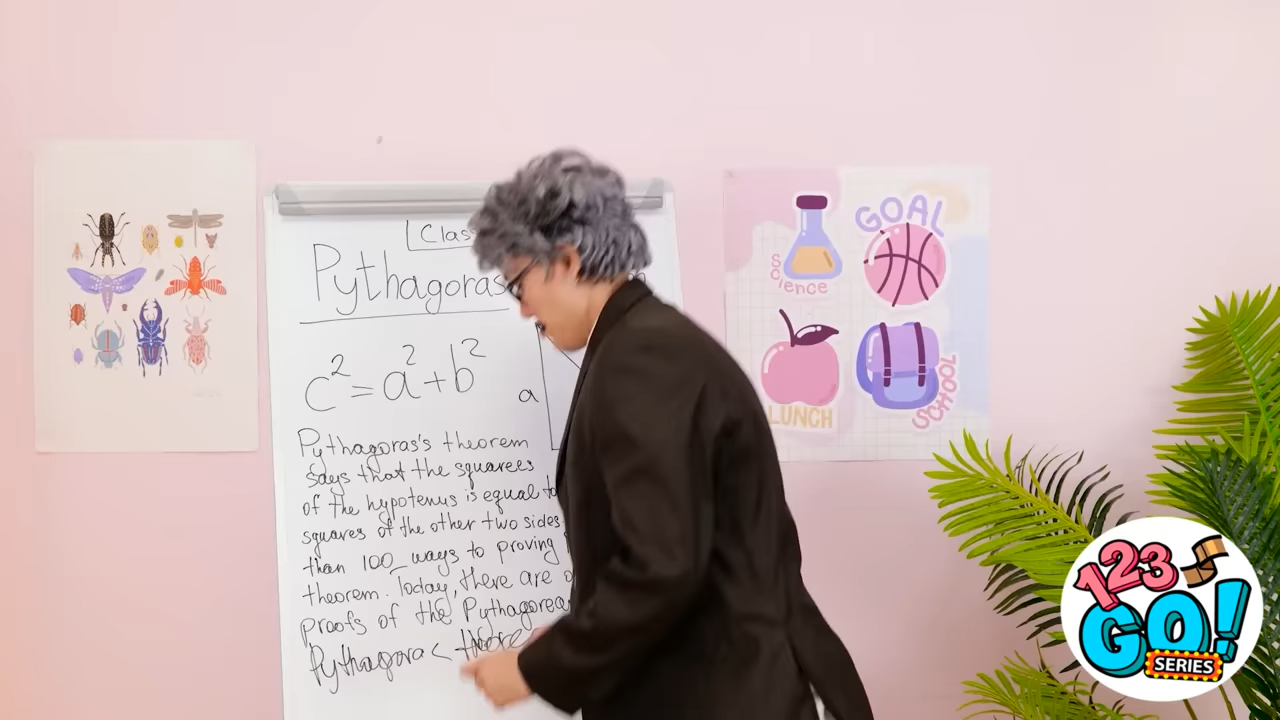 Clas
Pythagoras
c²=a²+b²
a
Pythagoras's theorem
says that the squarees
of the hypotenus is equal to
squares of the other two sides.
than 100 ways to proving
theorem. Today, there are
proofs of the Pythagorea
Pythagora
GOAL
Science
LUNCH
SCHOOL
123
GO!
SERIES